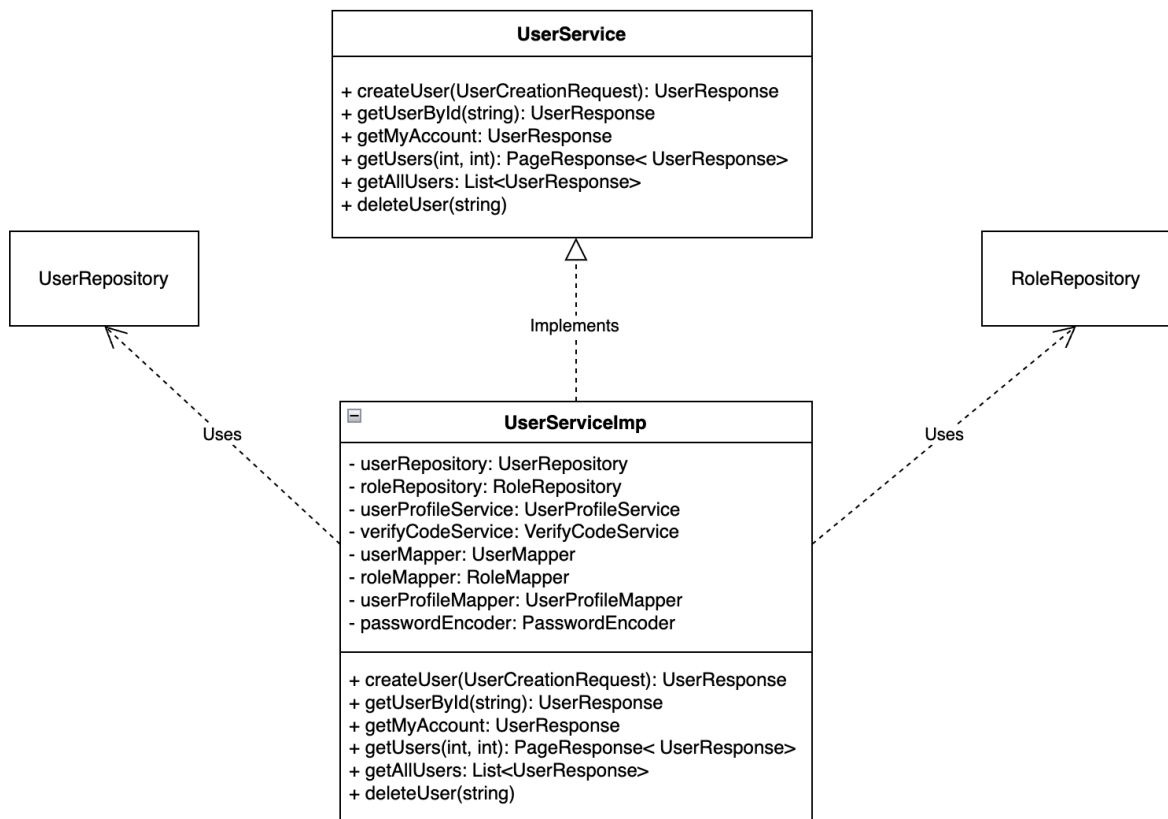 UserService
+ createUser(UserCreationRequest): UserResponse
+ getUserById(string): UserResponse
+ getMyAccount: UserResponse
+ getUsers(int, int): PageResponse< UserResponse>
+ getAllUsers: List<UserResponse>
+ deleteUser(string)
UserRepository
RoleRepository
Implements
Uses
Uses
UserServiceImp
- userRepository: UserRepository
- roleRepository: RoleRepository
- userProfileService: UserProfileService
- verifyCodeService: VerifyCodeService
- userMapper: UserMapper
- roleMapper: RoleMapper
- userProfileMapper: UserProfileMapper
- passwordEncoder: PasswordEncoder
+ createUser(UserCreationRequest): UserResponse
+ getUserById(string): UserResponse
+ getMyAccount: UserResponse
+ getUsers(int, int): PageResponse< UserResponse>
+ getAllUsers: List<UserResponse>
+ deleteUser(string)